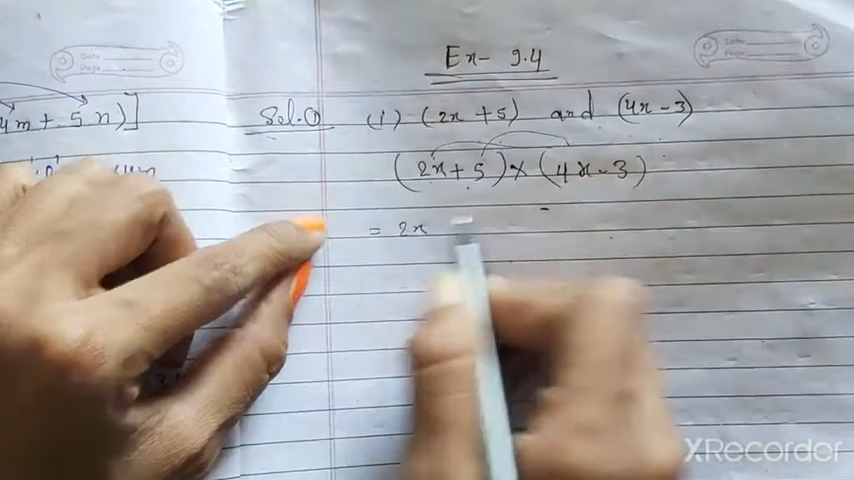 Ex- 9.4
4m + 5n)]
Sol.① (i) (2x + 5) and (4x - 3)
(2x + 5) × (4x - 3)
= 2x
XRecorder